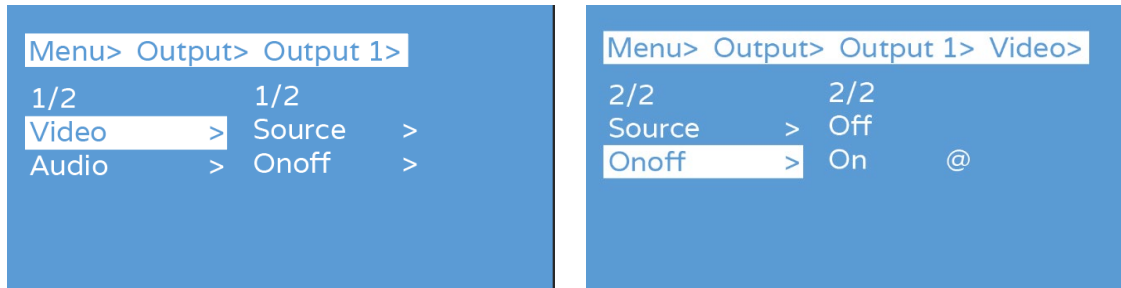 Menu> Output> Output 1>
1/2 1/2
Video > Source >
Audio > Onoff >
Menu> Output> Output 1> Video>
2/2 2/2
Source > Off
Onoff > On @